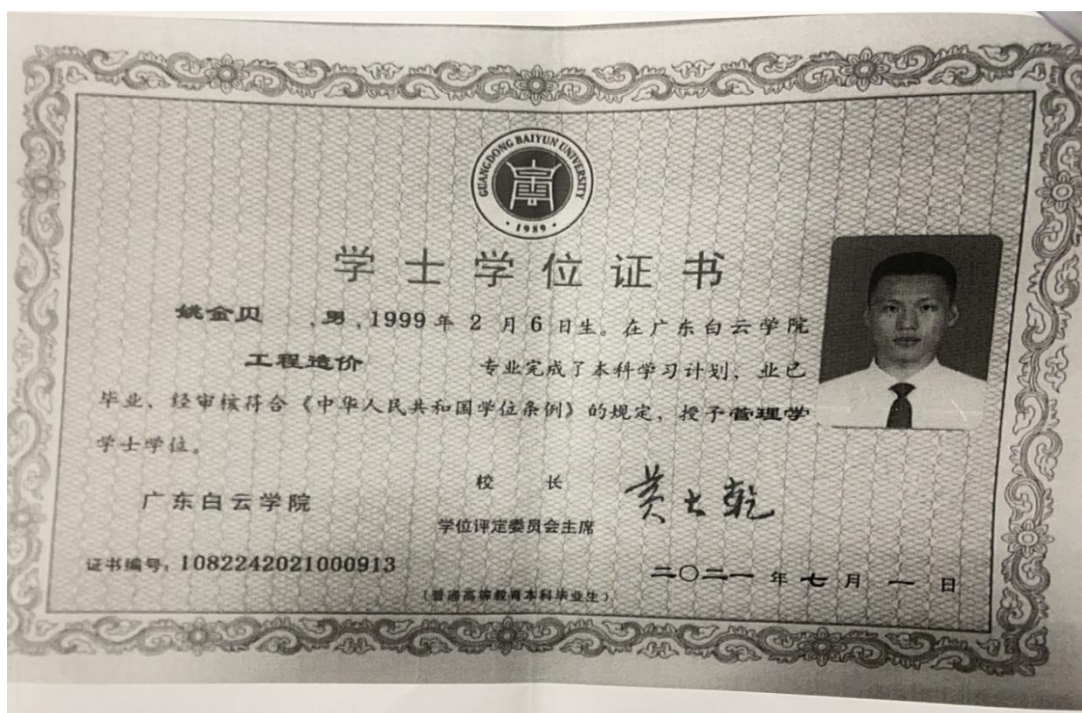 GUANGDONG BAIYUN UNIVERSITY
·1989·
学士学位证书
姚金贝 ,男,1999年2月6日生。在广东白云学院
工程造价 专业完成了本科学习计划、业已
毕业、经审核符合《中华人民共和国学位条例》的规定,授予管理学
学士学位。
广东白云学院
校 长
学位评定委员会主席
黄大乾
证书编号:1082242021000913
二〇二一年七月一日
(普通高等教育本科毕业生)